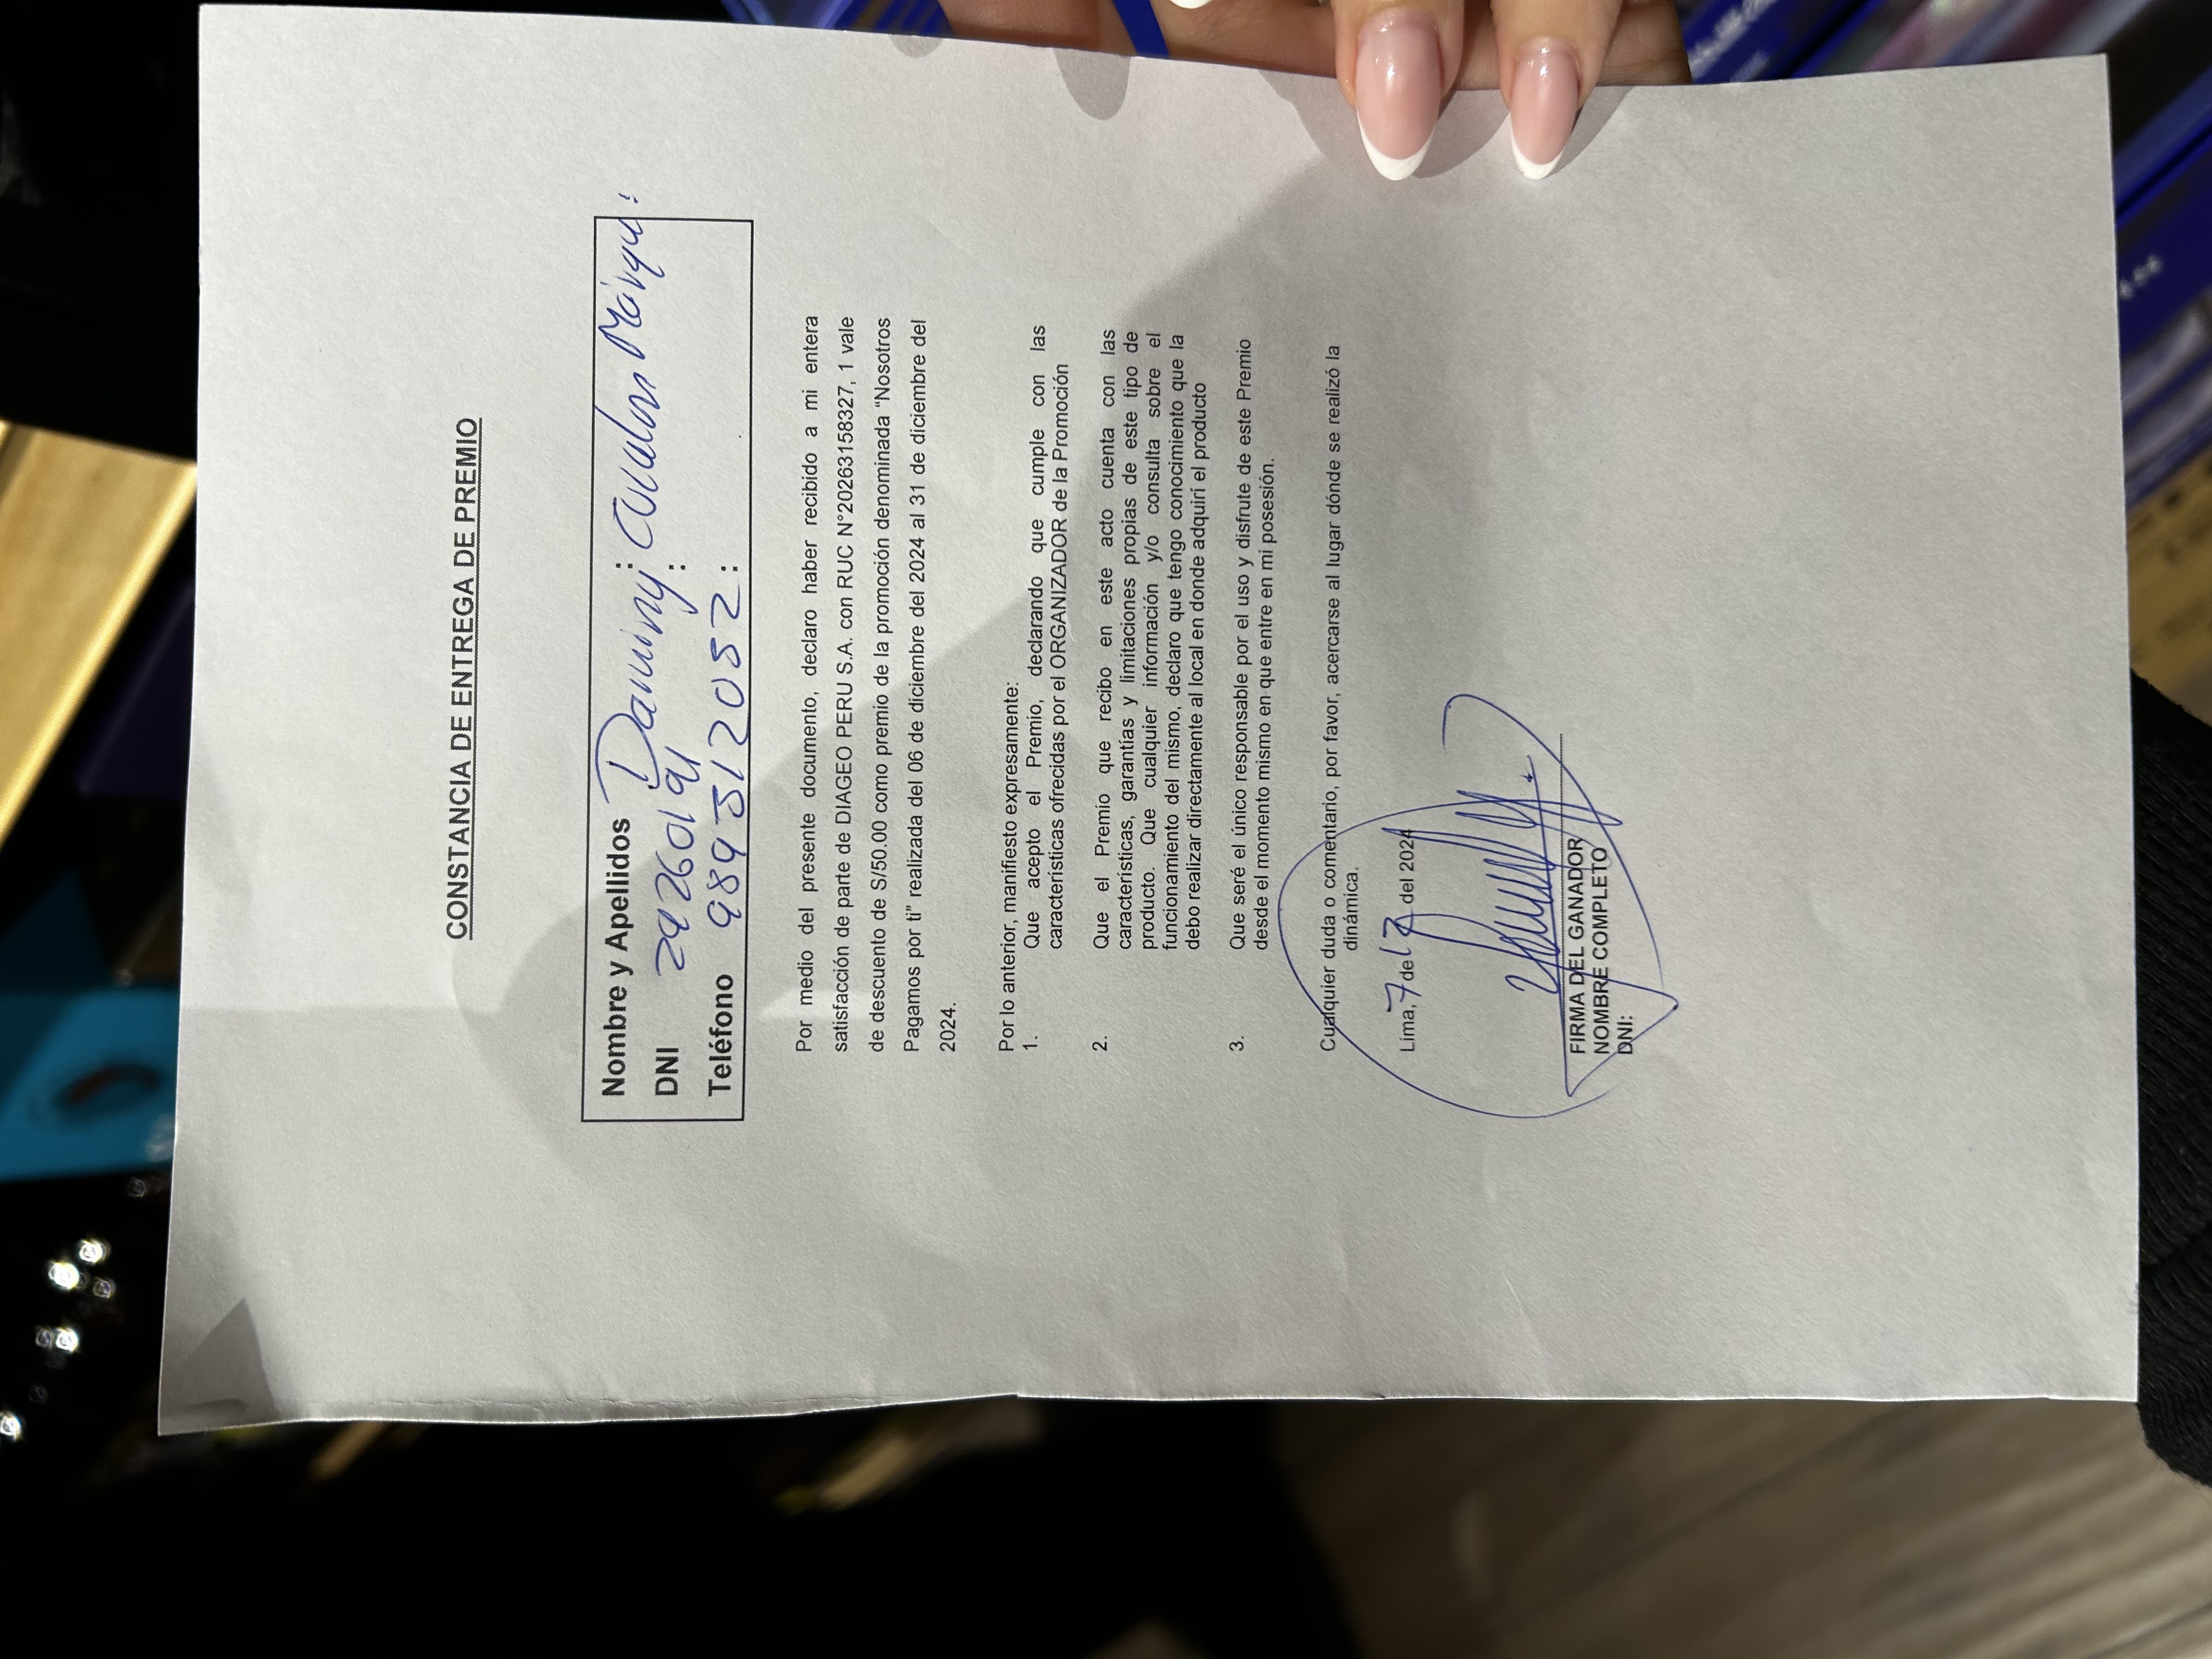 CONSTANCIA DE ENTREGA DE PREMIO
Nombre y Apellidos :
DNI 29260191 :
Teléfono 989512052 :
Por medio del presente documento, declaro haber recibido a mi entera
satisfacción de parte de DIAGEO PERU S.A. con RUC N°20263158327, 1 vale
de descuento de S/50.00 como premio de la promoción denominada “Nosotros
Pagamos por ti” realizada del 06 de diciembre del 2024 al 31 de diciembre del
2024.
Por lo anterior, manifiesto expresamente:
1. Que acepto el Premio, declarando que cumple con las
características ofrecidas por el ORGANIZADOR de la Promoción
2. Que el Premio que recibo en este acto cuenta con las
características, garantías y limitaciones propias de este tipo de
producto. Que cualquier información y/o consulta sobre el
funcionamiento del mismo, declaro que tengo conocimiento que la
debo realizar directamente al local en donde adquirí el producto
3. Que seré el único responsable por el uso y disfrute de este Premio
desde el momento mismo en que entre en mi posesión.
Cualquier duda o comentario, por favor, acercarse al lugar dónde se realizó la
dinámica.
Lima, 7 de 12 del 2024
FIRMA DEL GANADOR
NOMBRE COMPLETO
DNI: